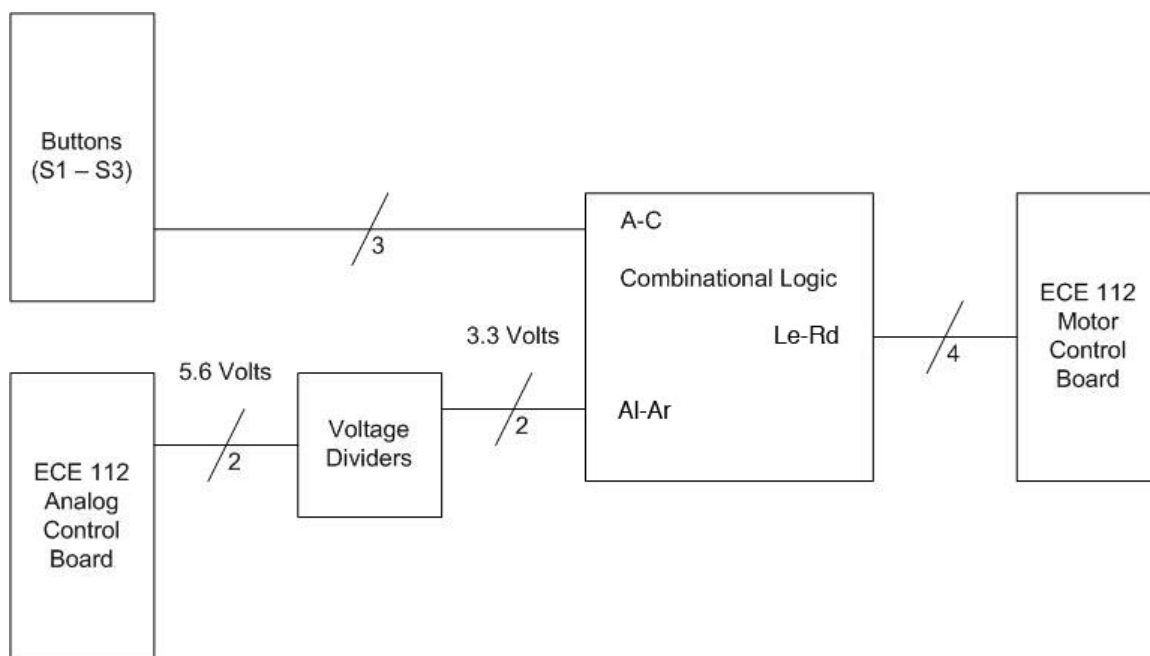 Buttons
(S1 – S3)
3
A-C
Combinational Logic
Le-Rd
Al-Ar
4
ECE 112
Motor
Control
Board
3.3 Volts
2
5.6 Volts
2
Voltage
Dividers
ECE 112
Analog
Control
Board